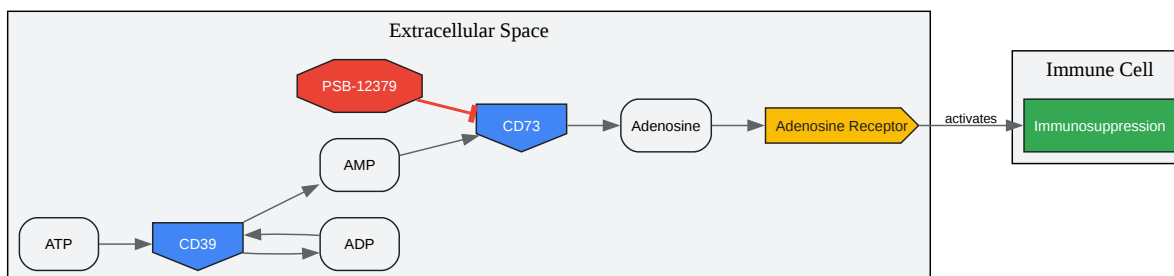 Extracellular Space
Immune Cell
PSB-12379
CD73
Adenosine
Adenosine Receptor
activates
Immunosuppression
AMP
ATP
CD39
ADP